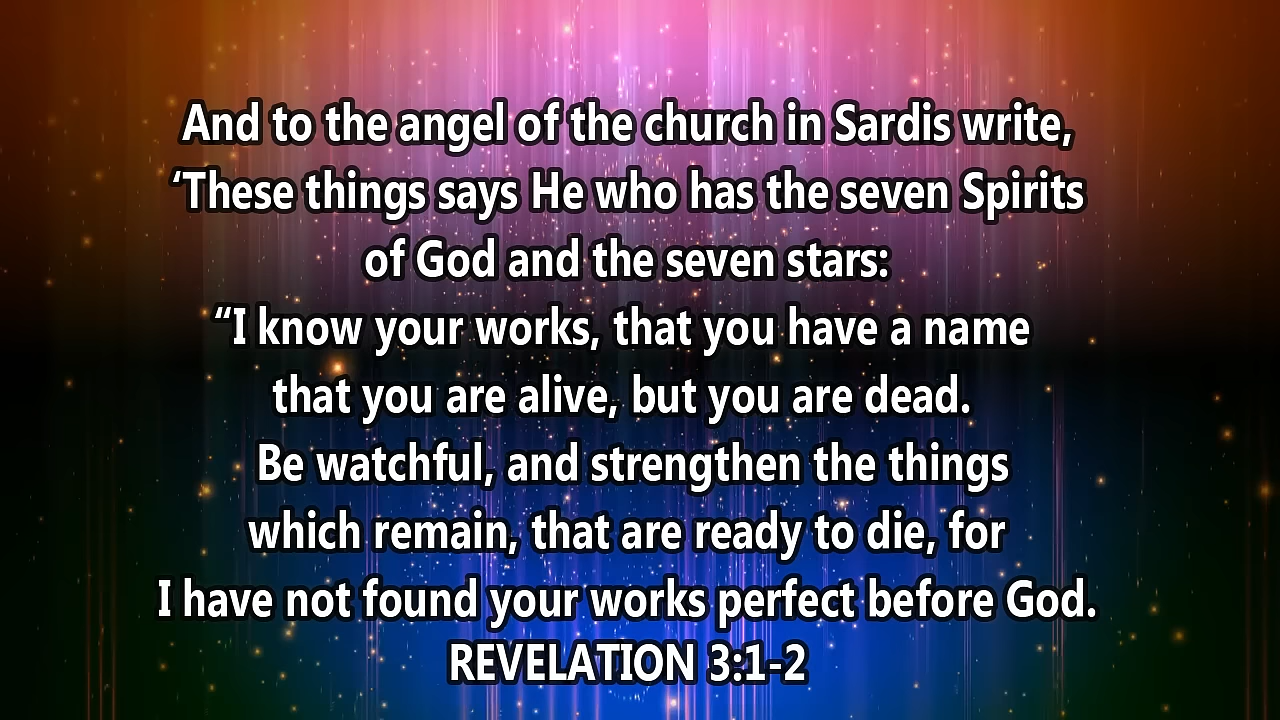 And to the angel of the church in Sardis write,
‘These things says He who has the seven Spirits
of God and the seven stars:
“I know your works, that you have a name
that you are alive, but you are dead.
Be watchful, and strengthen the things
which remain, that are ready to die, for
I have not found your works perfect before God.
REVELATION 3:1-2